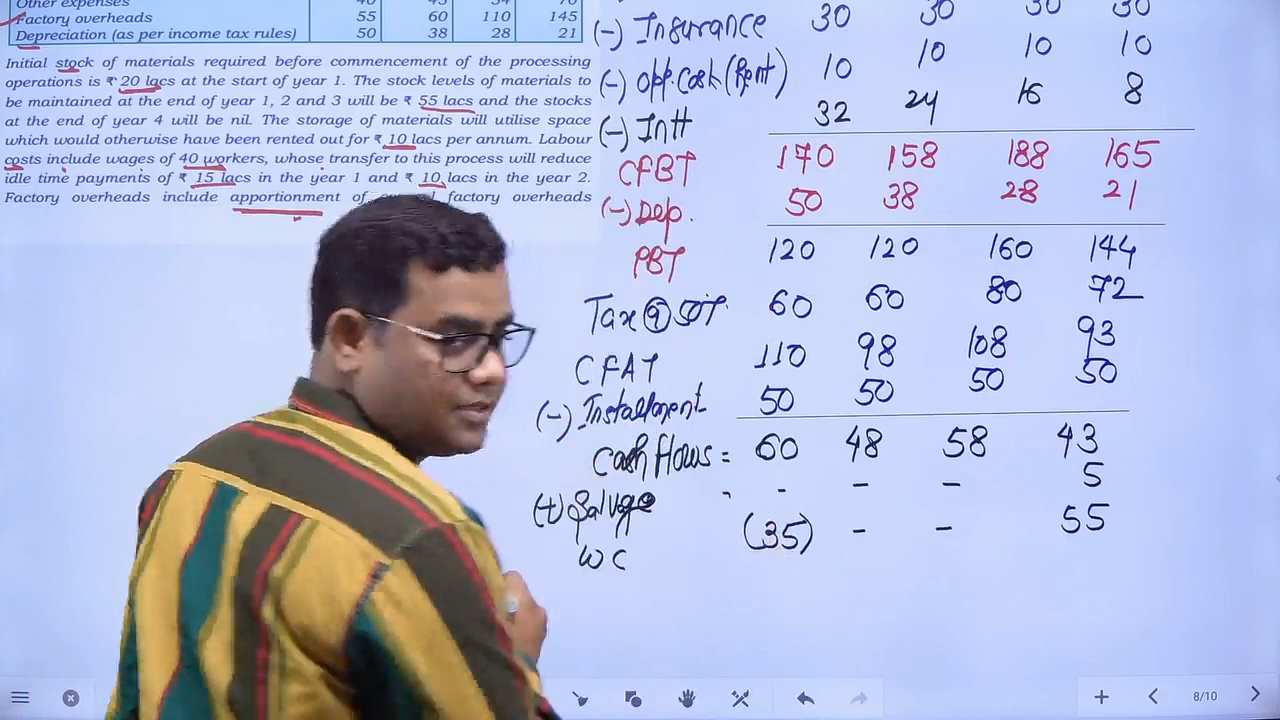 Other expenses 40 45 54 70
Factory overheads 55 60 110 145
Depreciation (as per income tax rules) 50 38 28 21
Initial stock of materials required before commencement of the processing
operations is ₹ 20 lacs at the start of year 1. The stock levels of materials to
be maintained at the end of year 1, 2 and 3 will be ₹ 55 lacs and the stocks
at the end of year 4 will be nil. The storage of materials will utilise space
which would otherwise have been rented out for ₹ 10 lacs per annum. Labour
costs include wages of 40 workers, whose transfer to this process will reduce
idle time payments of ₹ 15 lacs in the year 1 and ₹ 10 lacs in the year 2.
Factory overheads include apportionment of factory overheads
(-) Insurance 30 30 30 30
(-) Opp. Cash (Rent) 10 10 10 10
(-) Intt 32 24 16 8
CFBT 170 158 188 165
(-) Dep. 50 38 28 21
PBT 120 120 160 144
Tax @ 50% 60 60 80 72
CFAT 110 98 108 93
(-) Installment 50 50 50 50
Cash flows = 60 48 58 43
(+) Salvage - - - 5
WC (35) - - 55
8/10